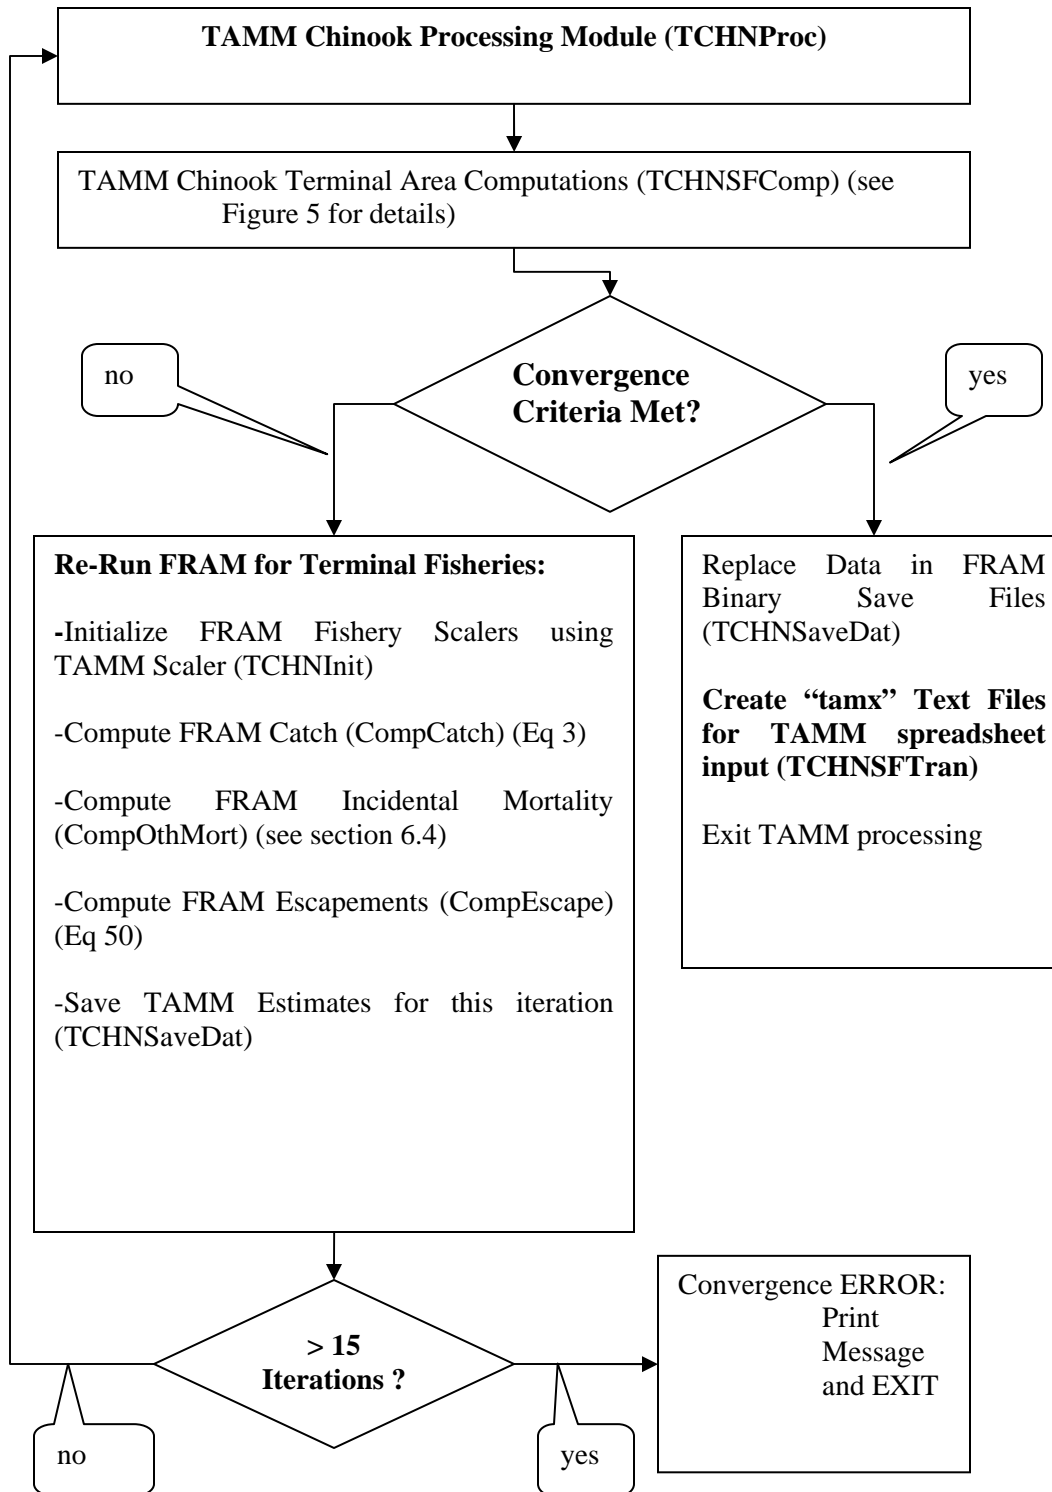 TAMM Chinook Processing Module (TCHNProc)
TAMM Chinook Terminal Area Computations (TCHNSFComp) (see
Figure 5 for details)
no
Convergence
Criteria Met?
yes
Re-Run FRAM for Terminal Fisheries:
-Initialize FRAM Fishery Scalers using
TAMM Scaler (TCHNInit)
-Compute FRAM Catch (CompCatch) (Eq 3)
-Compute FRAM Incidental Mortality
(CompOthMort) (see section 6.4)
-Compute FRAM Escapements (CompEscape)
(Eq 50)
-Save TAMM Estimates for this iteration
(TCHNSaveDat)
Replace Data in FRAM
Binary Save Files
(TCHNSaveDat)
Create “tamx” Text Files
for TAMM spreadsheet
input (TCHNSFTran)
Exit TAMM processing
> 15
Iterations ?
Convergence ERROR:
Print
Message
and EXIT
no
yes